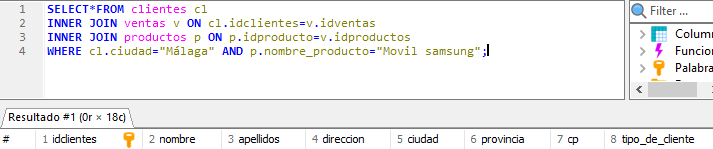 1 SELECT*FROM clientes cl
2 INNER JOIN ventas v ON cl.idclientes=v.idventas
3 INNER JOIN productos p ON p.idproducto=v.idproductos
4 WHERE cl.ciudad="Málaga" AND p.nombre_producto="Movil samsung";
Filter ...
Column
Funcio
Palabra
Resultado #1 (0r × 18c)
# 1 idclientes 2 nombre 3 apellidos 4 direccion 5 ciudad 6 provincia 7 cp 8 tipo_de_cliente